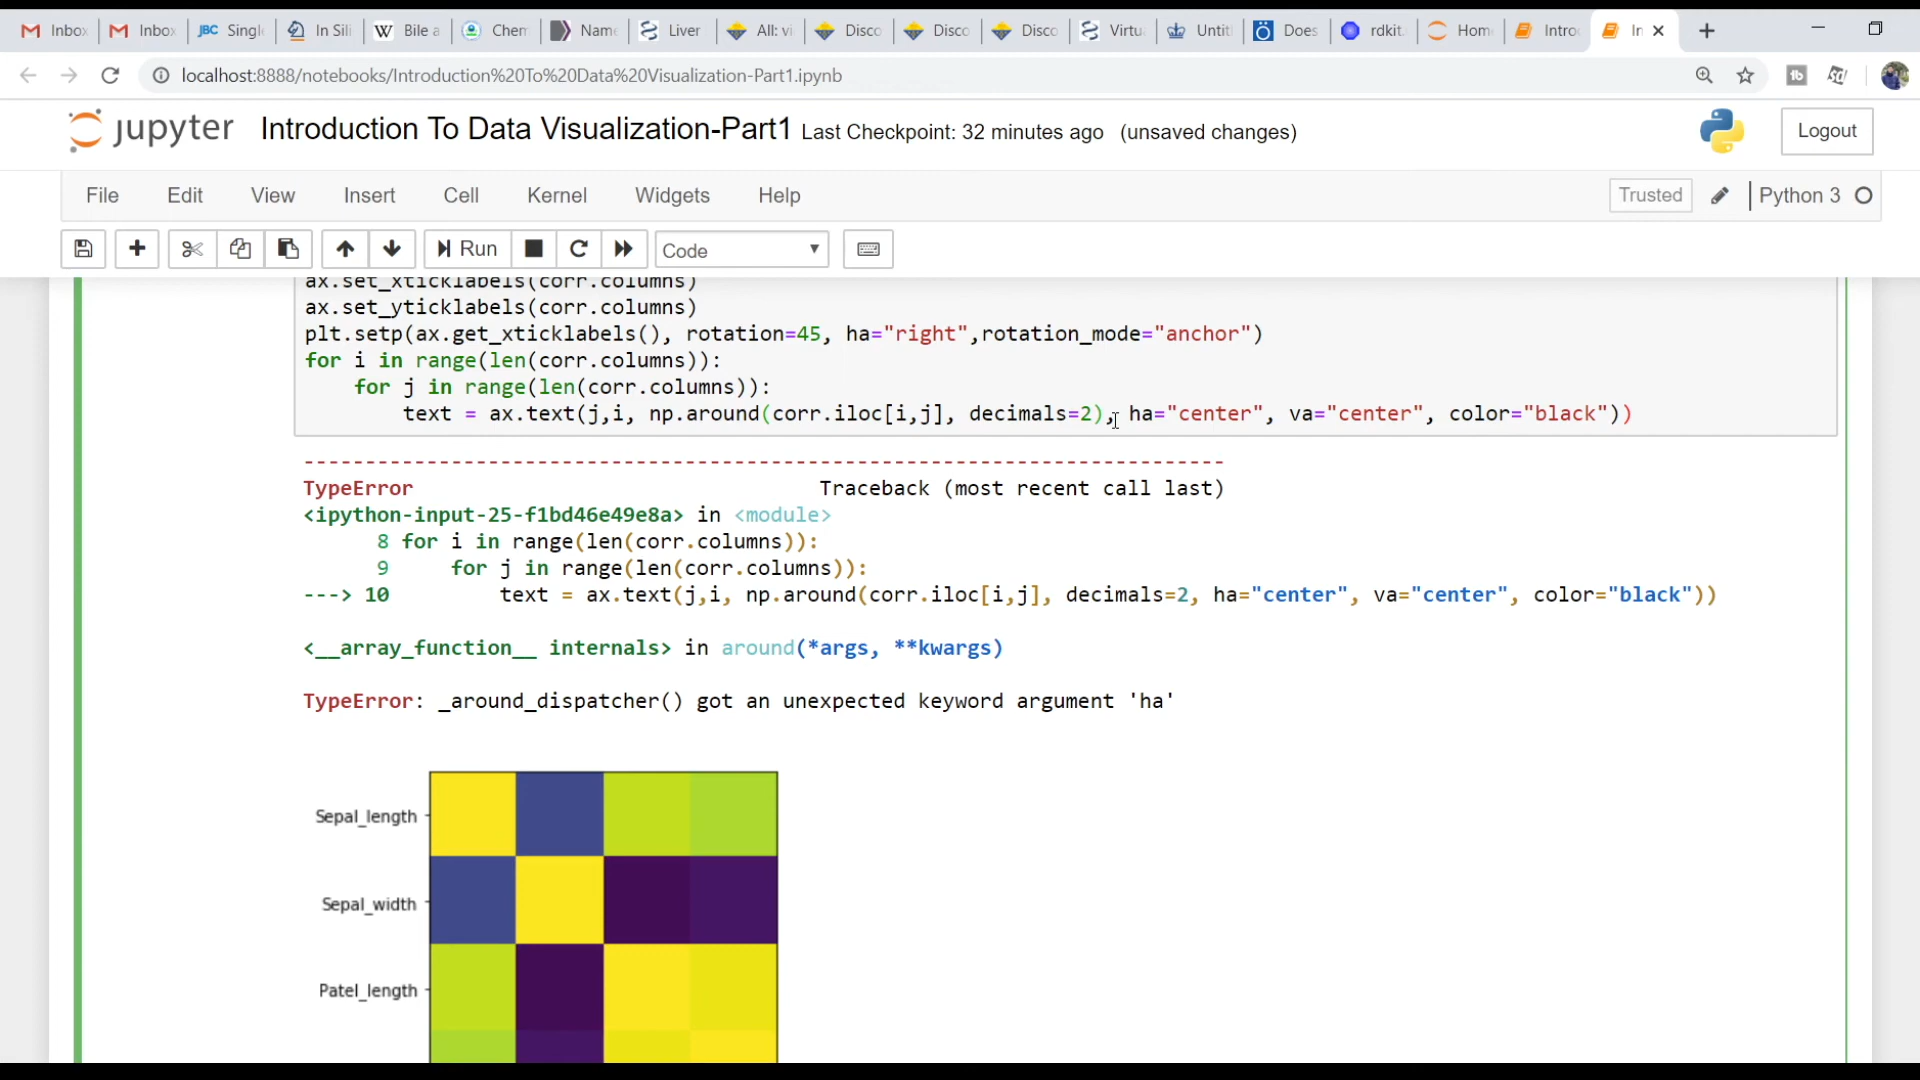 Inbo
Inbo
JBC
Singl
In Sili
W
Bile a
Chem
Name
Liver
All: vi
Disco
Disco
Disco
Virtu
Untit
Does
rdkit.
Hom
Intro
In
localhost:8888/notebooks/Introduction%20To%20Data%20Visualization-Part1.ipynb
jupyter Introduction To Data Visualization-Part1 Last Checkpoint: 32 minutes ago (unsaved changes)
Logout
File Edit View Insert Cell Kernel Widgets Help
Trusted
Python 3
Run
Code
ax.set_xticklabels(corr.columns)
ax.set_yticklabels(corr.columns)
plt.setp(ax.get_xticklabels(), rotation=45, ha="right",rotation_mode="anchor")
for i in range(len(corr.columns)):
for j in range(len(corr.columns)):
text = ax.text(j,i, np.around(corr.iloc[i,j], decimals=2), ha="center", va="center", color="black"))
---------------------------------------------------------------------------
TypeError Traceback (most recent call last)
<ipython-input-25-f1bd46e49e8a> in <module>
8 for i in range(len(corr.columns)):
9 for j in range(len(corr.columns)):
---> 10 text = ax.text(j,i, np.around(corr.iloc[i,j], decimals=2, ha="center", va="center", color="black"))
<__array_function__ internals> in around(*args, **kwargs)
TypeError: _around_dispatcher() got an unexpected keyword argument 'ha'
Sepal_length
Sepal_width
Patel_length